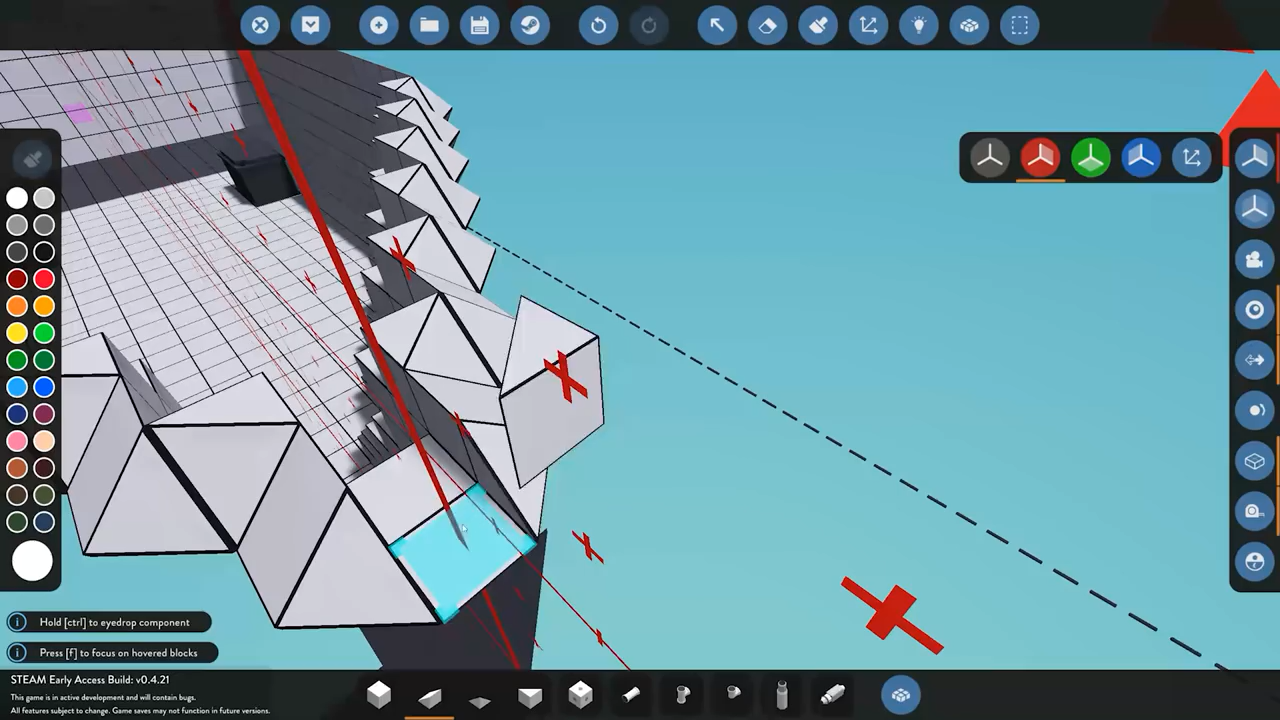 Hold [ctrl] to eyedrop component
Press [f] to focus on hovered blocks
STEAM Early Access Build: v0.4.21
This game is in active development and will contain bugs.
All features subject to change. Game saves may not function in future versions.